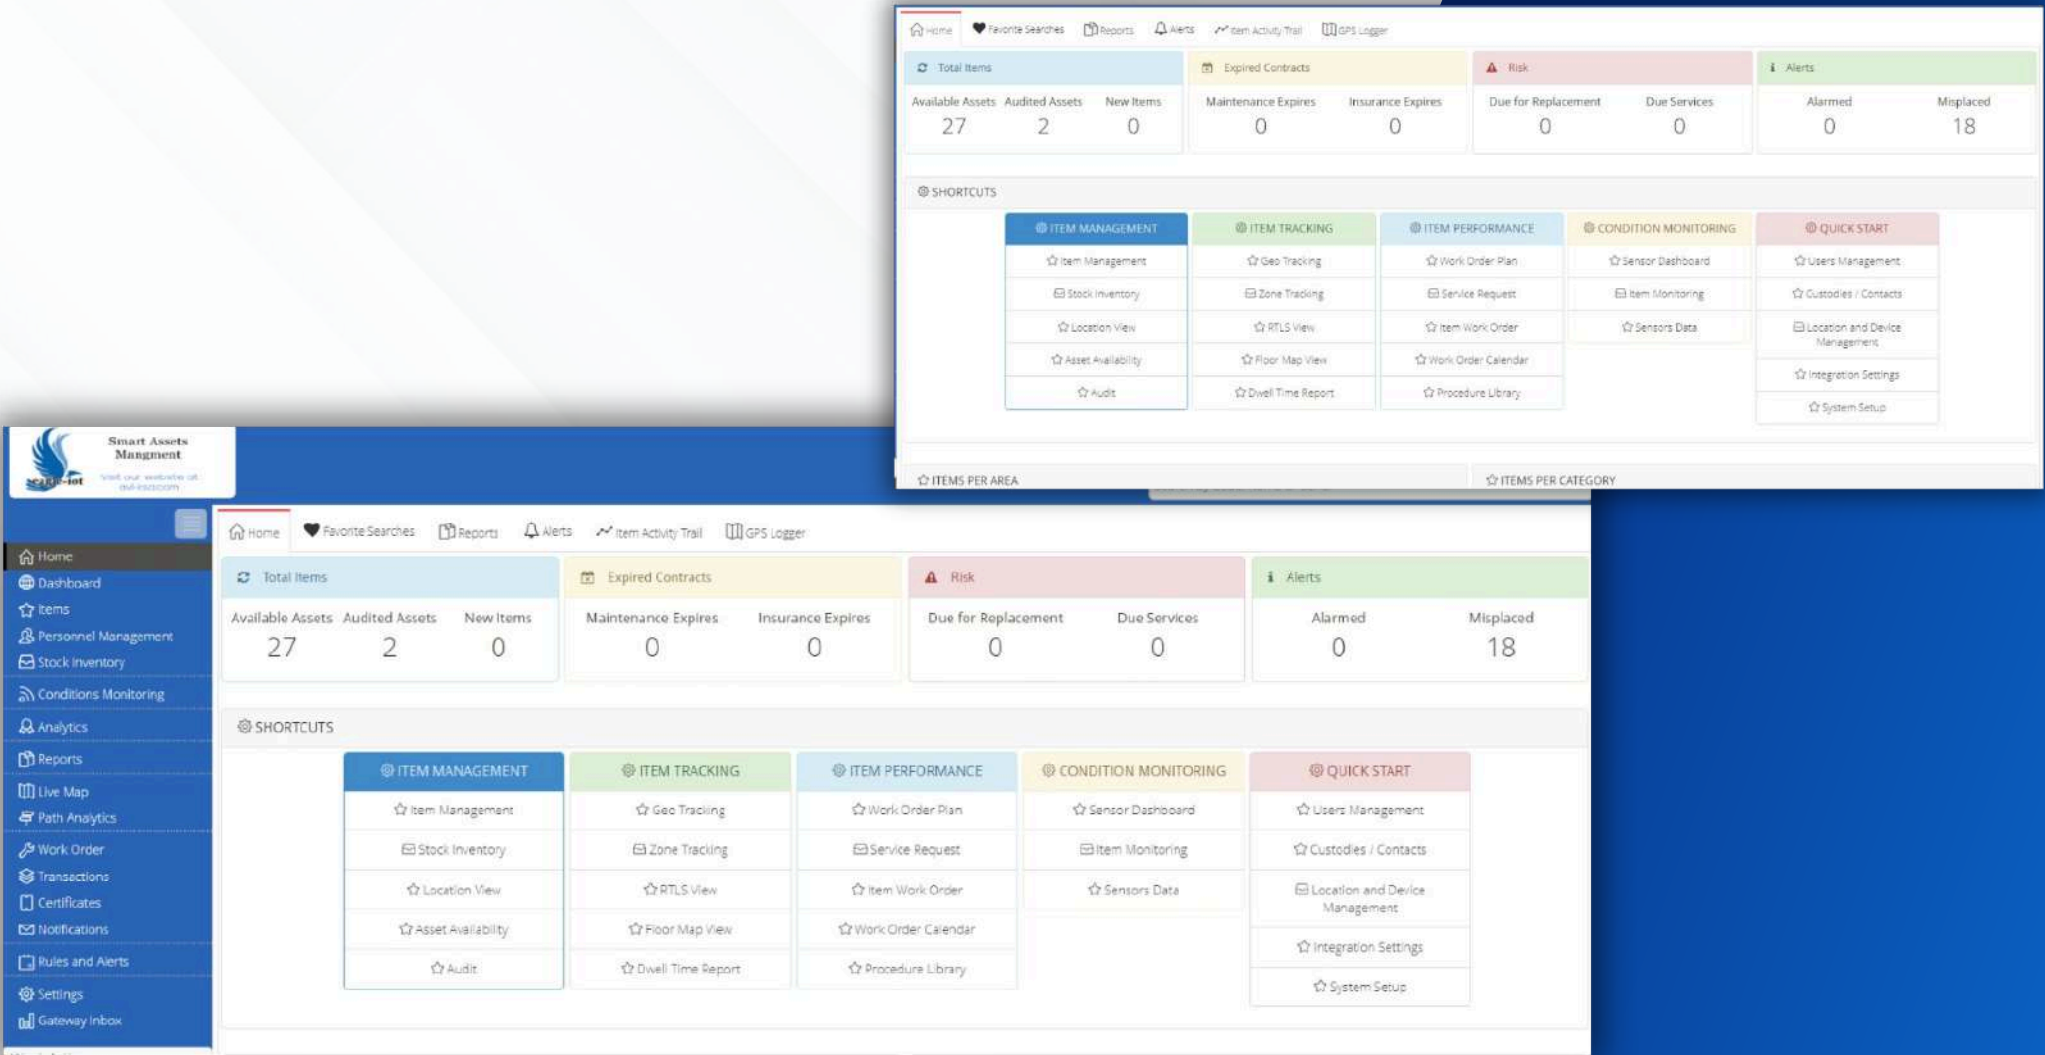 Home Favorite Searches Reports Alerts Item Activity Trail GPS Logger
Total Items Expired Contracts Risk Alerts
Available Assets Audited Assets New Items Maintenance Expires Insurance Expires Due for Replacement Due Services Alarmed Misplaced
27 2 0 0 0 0 0 0 18
SHORTCUTS
ITEM MANAGEMENT ITEM TRACKING ITEM PERFORMANCE CONDITION MONITORING QUICK START
Item Management Geo Tracking Work Order Plan Sensor Dashboard Users Management
Stock Inventory Zone Tracking Service Request Item Monitoring Custodies / Contacts
Location View RTLS View Item Work Order Sensors Data Location and Device
Management
Asset Availability Floor Map View Work Order Calendar
Integration Settings
Audit Dwell Time Report Procedure Library
System Setup
ITEMS PER AREA ITEMS PER CATEGORY
Smart Assets
Mangment
Visit our website at
Home
Dashboard
Items
Personnel Management
Stock Inventory
Conditions Monitoring
Analytics
Reports
Live Map
Path Analytics
Work Order
Transactions
Certificates
Notifications
Rules and Alerts
Settings
Gateway Inbox
Home Favorite Searches Reports Alerts Item Activity Trail GPS Logger
Total Items Expired Contracts Risk Alerts
Available Assets Audited Assets New Items Maintenance Expires Insurance Expires Due for Replacement Due Services Alarmed Misplaced
27 2 0 0 0 0 0 0 18
SHORTCUTS
ITEM MANAGEMENT ITEM TRACKING ITEM PERFORMANCE CONDITION MONITORING QUICK START
Item Management Geo Tracking Work Order Plan Sensor Dashboard Users Management
Stock Inventory Zone Tracking Service Request Item Monitoring Custodies / Contacts
Location View RTLS View Item Work Order Sensors Data Location and Device
Management
Asset Availability Floor Map View Work Order Calendar
Integration Settings
Audit Dwell Time Report Procedure Library
System Setup